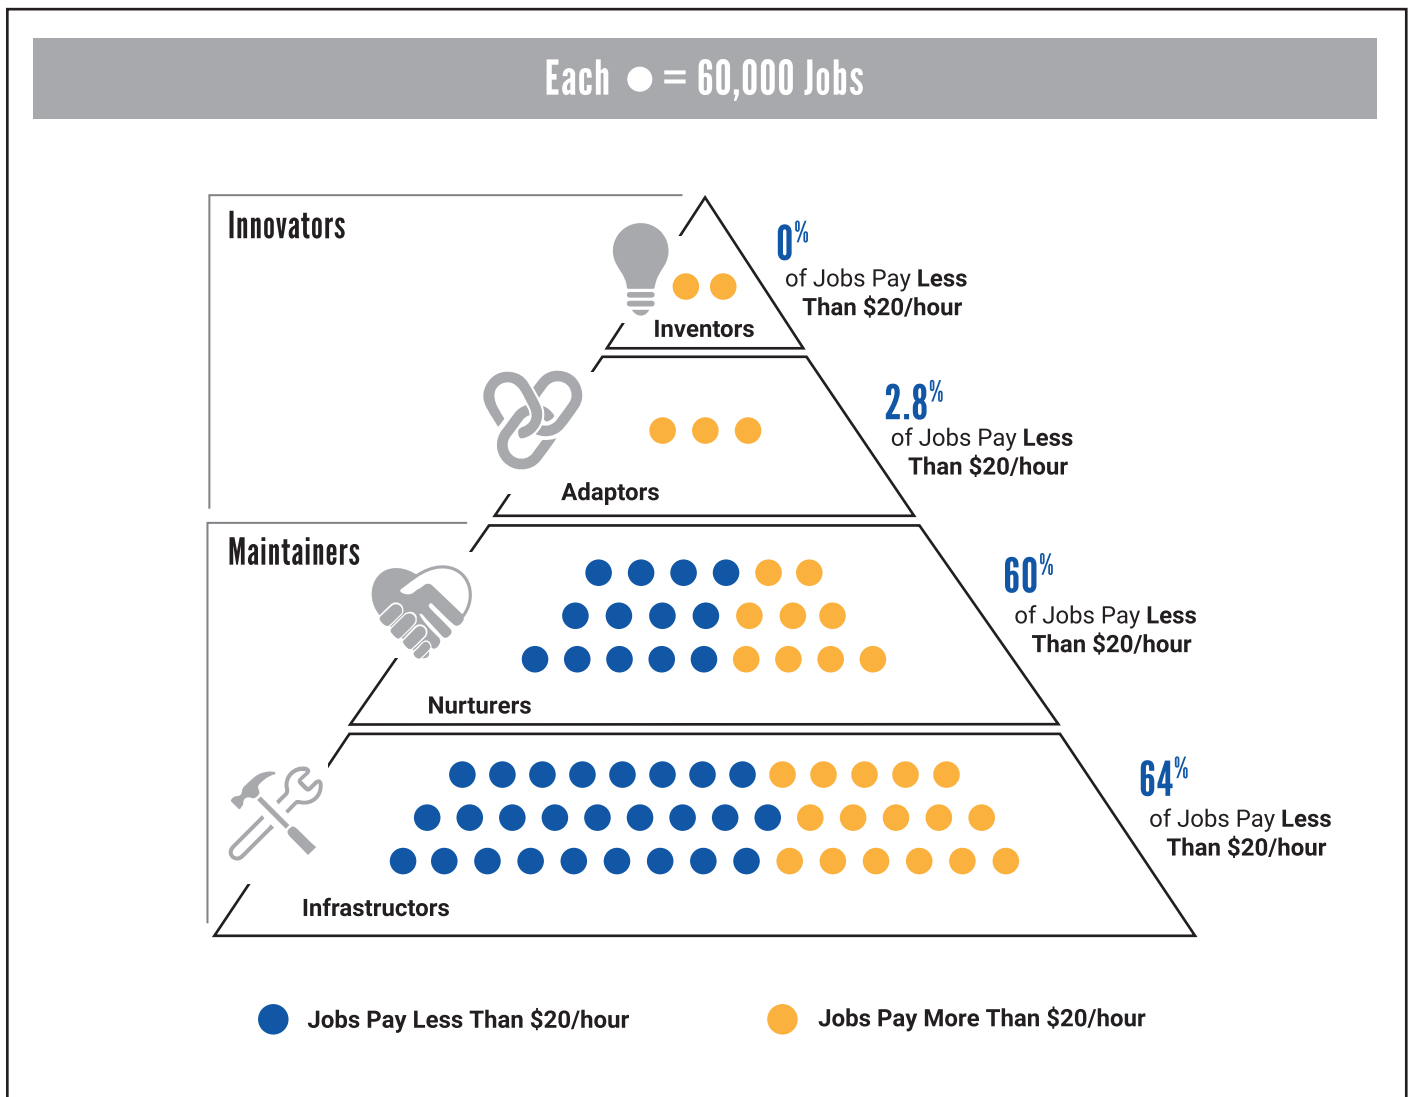 Each = 60,000 Jobs
Innovators
0%
of Jobs Pay Less
Than $20/hour
Inventors
2.8%
of Jobs Pay Less
Than $20/hour
Adaptors
Maintainers
60%
of Jobs Pay Less
Than $20/hour
Nurturers
64%
of Jobs Pay Less
Than $20/hour
Infrastructors
Jobs Pay Less Than $20/hour
Jobs Pay More Than $20/hour